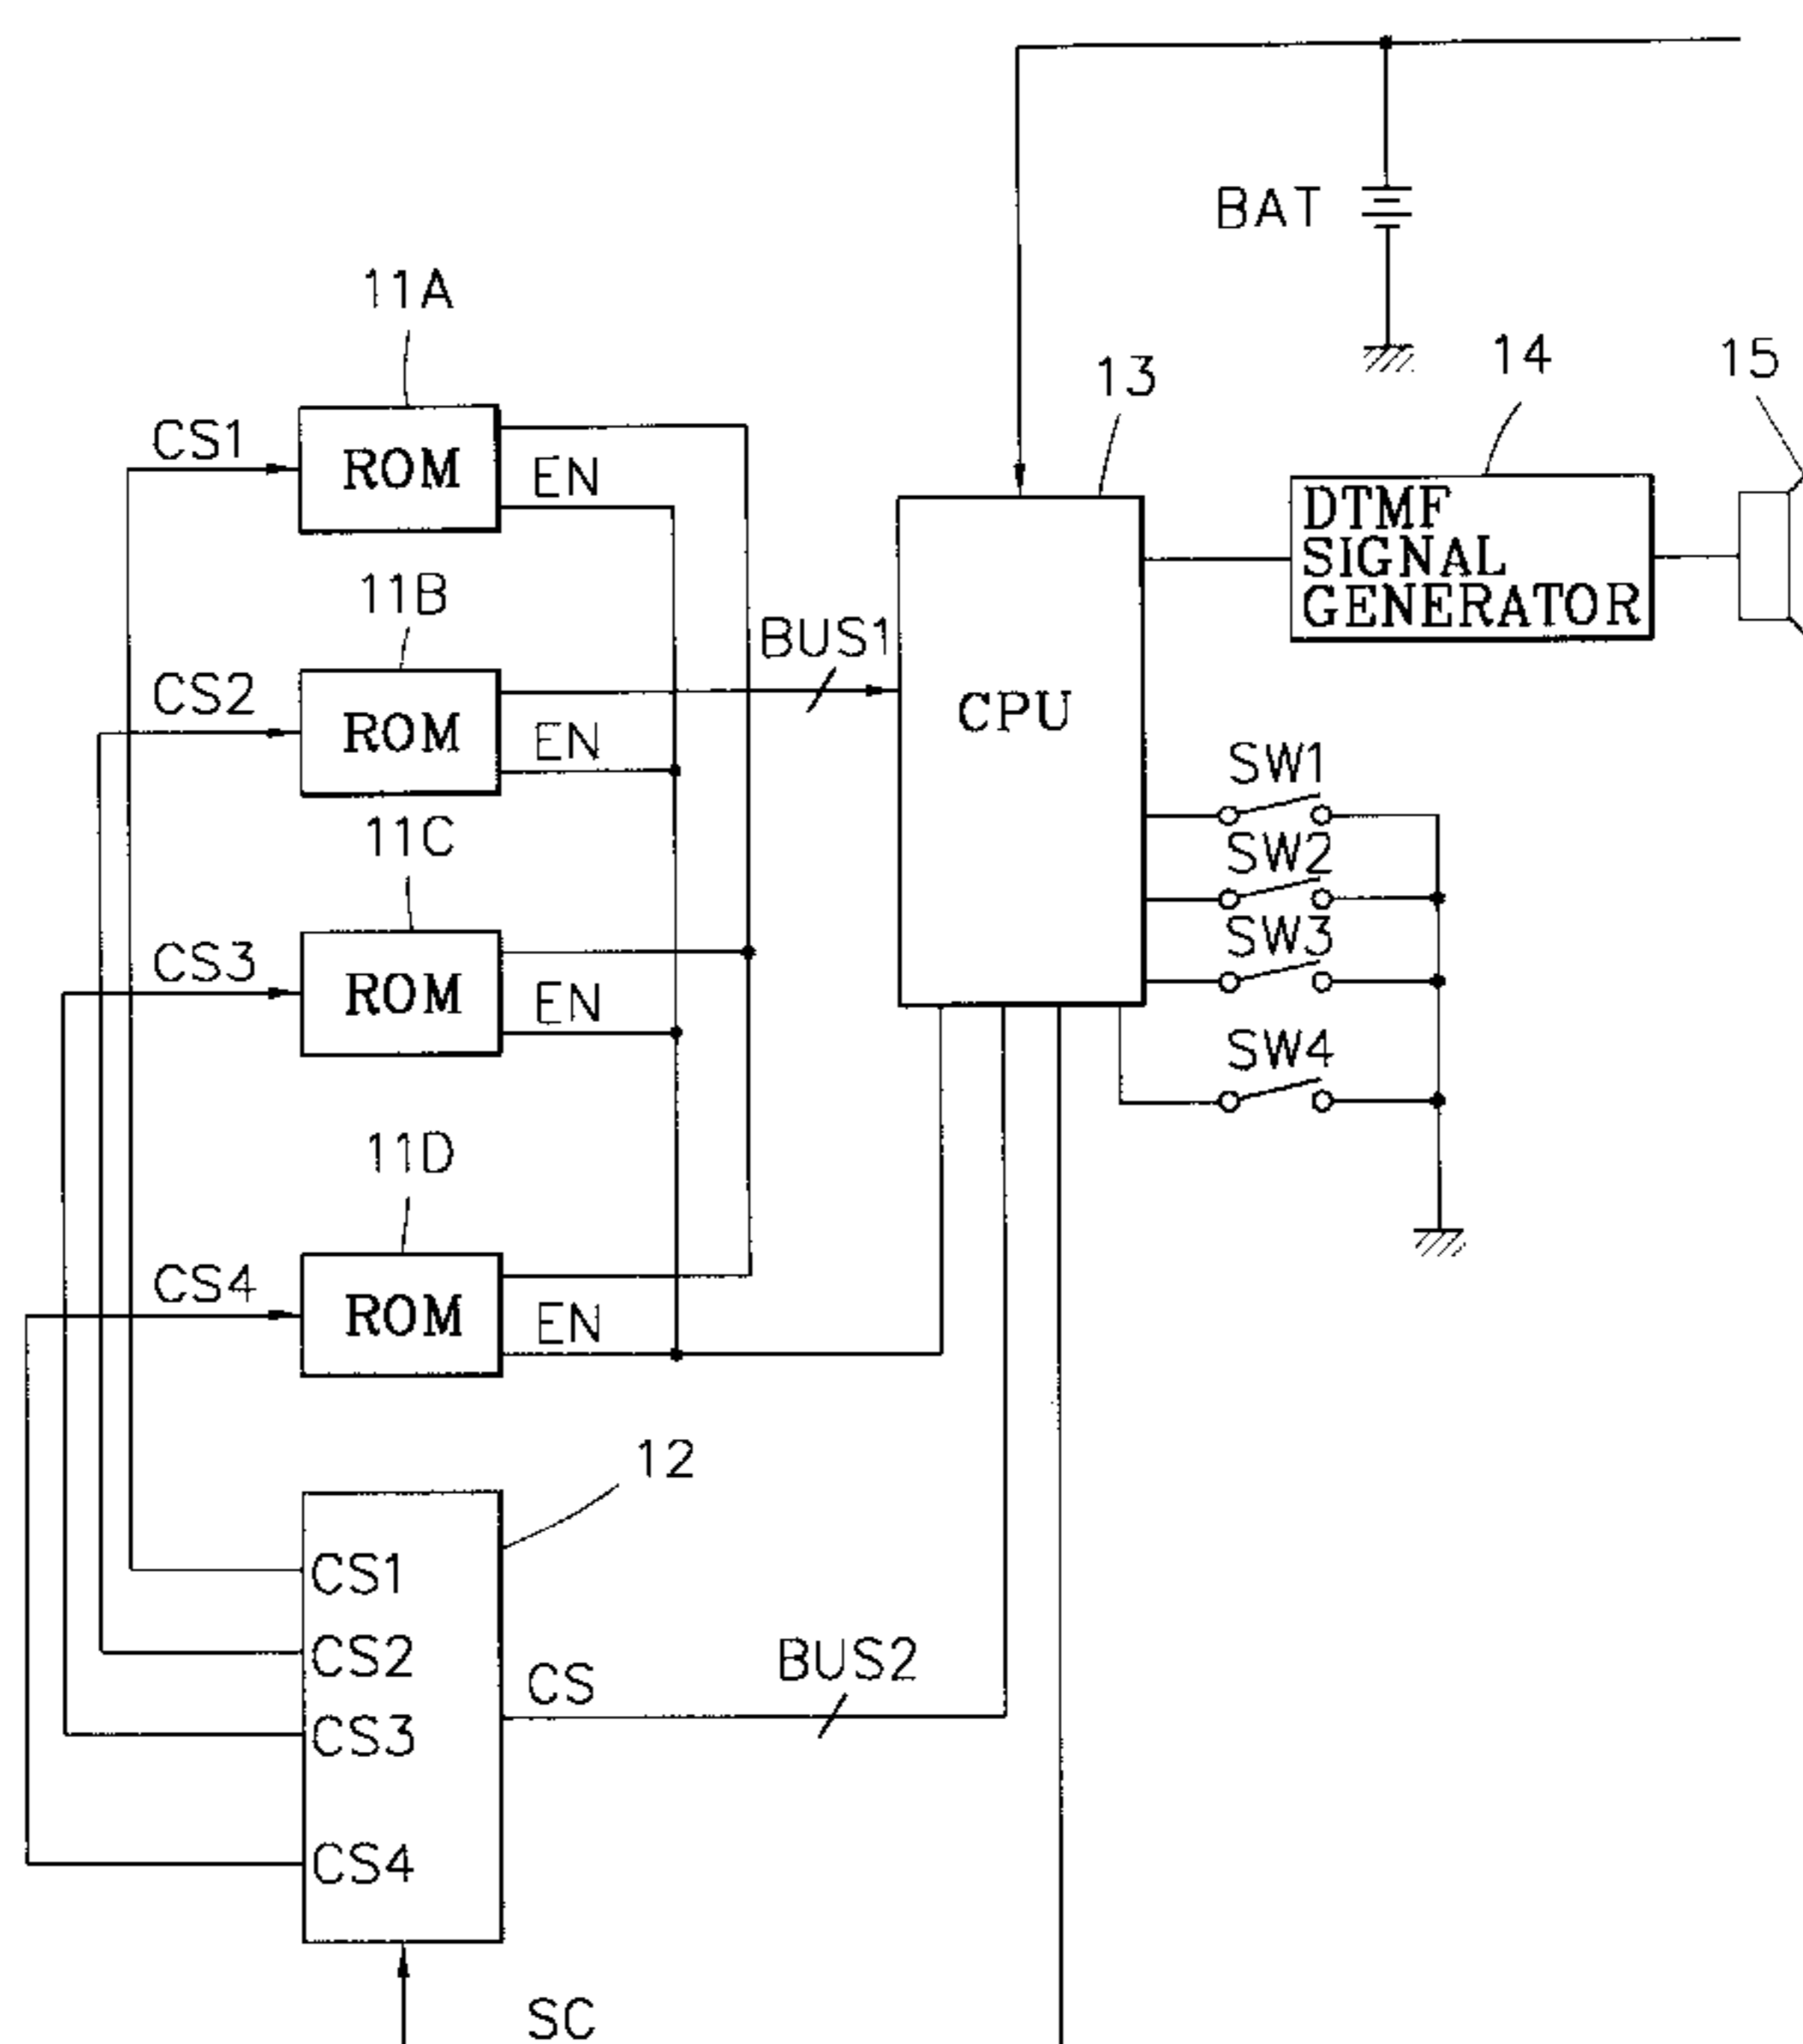 BAT
11A
13
14
15
CS1
ROM
EN
DTMF
SIGNAL
GENERATOR
11B
BUS1
CS2
ROM
EN
CPU
SW1
11C
SW2
CS3
ROM
EN
SW3
SW4
11D
CS4
ROM
EN
12
CS1
CS2
CS
BUS2
CS3
CS4
SC